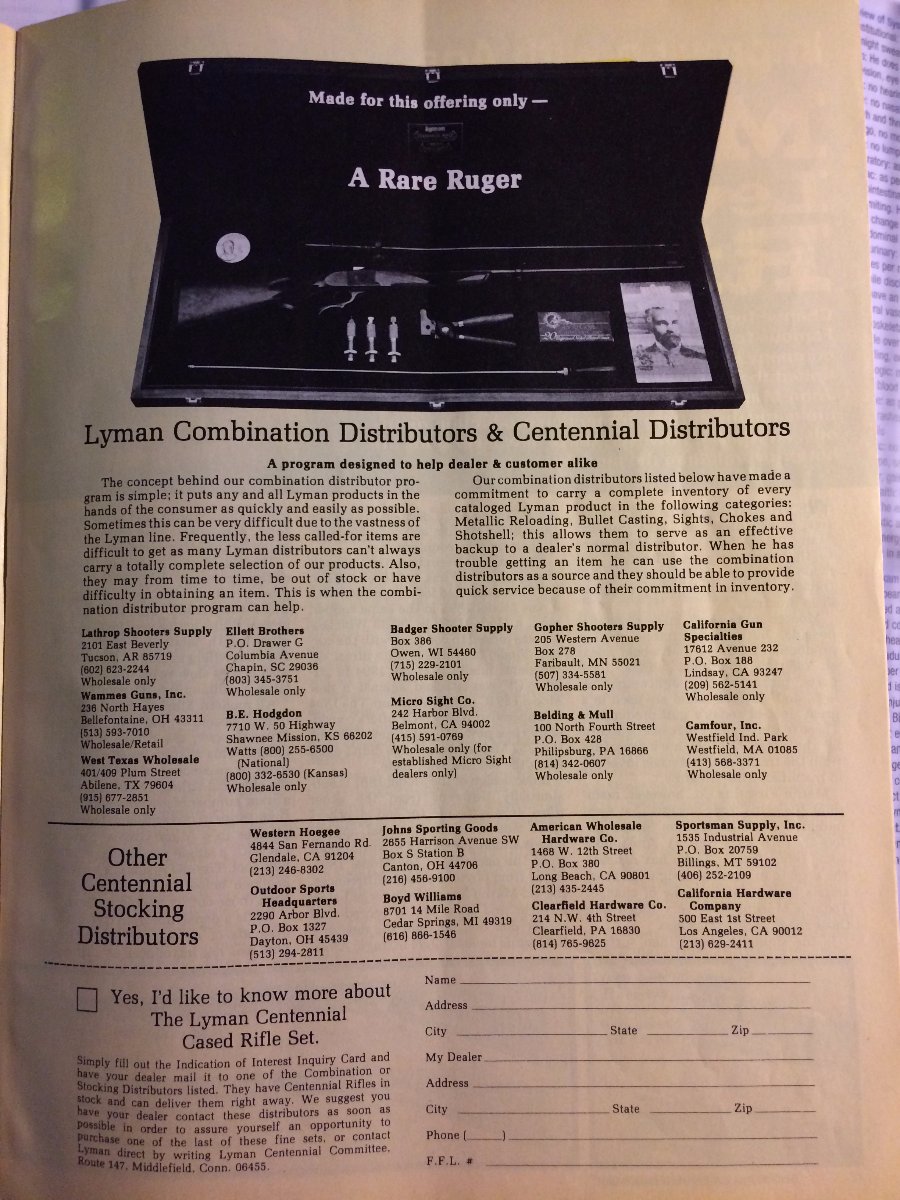 Made for this offering only —
A Rare Ruger
Lyman Combination Distributors & Centennial Distributors
A program designed to help dealer & customer alike
The concept behind our combination distributor pro-
gram is simple; it puts any and all Lyman products in the
hands of the consumer as quickly and easily as possible.
Sometimes this can be very difficult due to the vastness of
the Lyman line. Frequently, the less called-for items are
difficult to get as many Lyman distributors can't always
carry a totally complete selection of our products. Also,
they may from time to time, be out of stock or have
difficulty in obtaining an item. This is when the combi-
nation distributor program can help.
Our combination distributors listed below have made a
commitment to carry a complete inventory of every
cataloged Lyman product in the following categories:
Metallic Reloading, Bullet Casting, Sights, Chokes and
Shotshell; this allows them to serve as an effective
backup to a dealer's normal distributor. When he has
trouble getting an item he can use the combination
distributors as a source and they should be able to provide
quick service because of their commitment in inventory.
Lathrop Shooters Supply
2101 East Beverly
Tucson, AR 85719
(602) 623-2244
Wholesale only
Wammes Guns, Inc.
236 North Hayes
Bellefontaine, OH 43311
(513) 593-7010
Wholesale/Retail
West Texas Wholesale
401/409 Plum Street
Abilene, TX 79604
(915) 677-2851
Wholesale only
Ellett Brothers
P.O. Drawer G
Columbia Avenue
Chapin, SC 29036
(803) 345-3751
Wholesale only
B.E. Hodgdon
7710 W. 50 Highway
Shawnee Mission, KS 66202
Watts (800) 255-6500
(National)
(800) 332-6530 (Kansas)
Wholesale only
Badger Shooter Supply
Box 386
Owen, WI 54460
(715) 229-2101
Wholesale only
Micro Sight Co.
242 Harbor Blvd.
Belmont, CA 94002
(415) 591-0769
Wholesale only (for
established Micro Sight
dealers only)
Gopher Shooters Supply
205 Western Avenue
Box 278
Faribault, MN 55021
(507) 334-5581
Wholesale only
Belding & Mull
100 North Fourth Street
P.O. Box 428
Philipsburg, PA 16866
(814) 342-0607
Wholesale only
California Gun
Specialties
17612 Avenue 232
P.O. Box 188
Lindsay, CA 93247
(209) 562-5141
Wholesale only
Camfour, Inc.
Westfield Ind. Park
Westfield, MA 01085
(413) 568-3371
Wholesale only
Other
Centennial
Stocking
Distributors
Western Hoegee
4844 San Fernando Rd.
Glendale, CA 91204
(213) 246-8302
Outdoor Sports
Headquarters
2290 Arbor Blvd.
P.O. Box 1327
Dayton, OH 45439
(513) 294-2811
Johns Sporting Goods
2855 Harrison Avenue SW
Box S Station B
Canton, OH 44706
(216) 456-9100
Boyd Williams
8701 14 Mile Road
Cedar Springs, MI 49319
(616) 866-1546
American Wholesale
Hardware Co.
1468 W. 12th Street
P.O. Box 380
Long Beach, CA 90801
(213) 435-2445
Clearfield Hardware Co.
214 N.W. 4th Street
Clearfield, PA 16830
(814) 765-9625
Sportsman Supply, Inc.
1535 Industrial Avenue
P.O. Box 20759
Billings, MT 59102
(406) 252-2109
California Hardware
Company
500 East 1st Street
Los Angeles, CA 90012
(213) 629-2411
Yes, I'd like to know more about
The Lyman Centennial
Cased Rifle Set.
Simply fill out the Indication of Interest Inquiry Card and
have your dealer mail it to one of the Combination or
Stocking Distributors listed. They have Centennial Rifles in
stock and can deliver them right away. We suggest you
have your dealer contact these distributors as soon as
possible in order to assure yourself an opportunity to
purchase one of the last of these fine sets, or contact
Lyman direct by writing Lyman Centennial Committee,
Route 147, Middlefield, Conn. 06455.
Name
Address
City State Zip
My Dealer
Address
City State Zip
Phone ( )
F.F.L. #